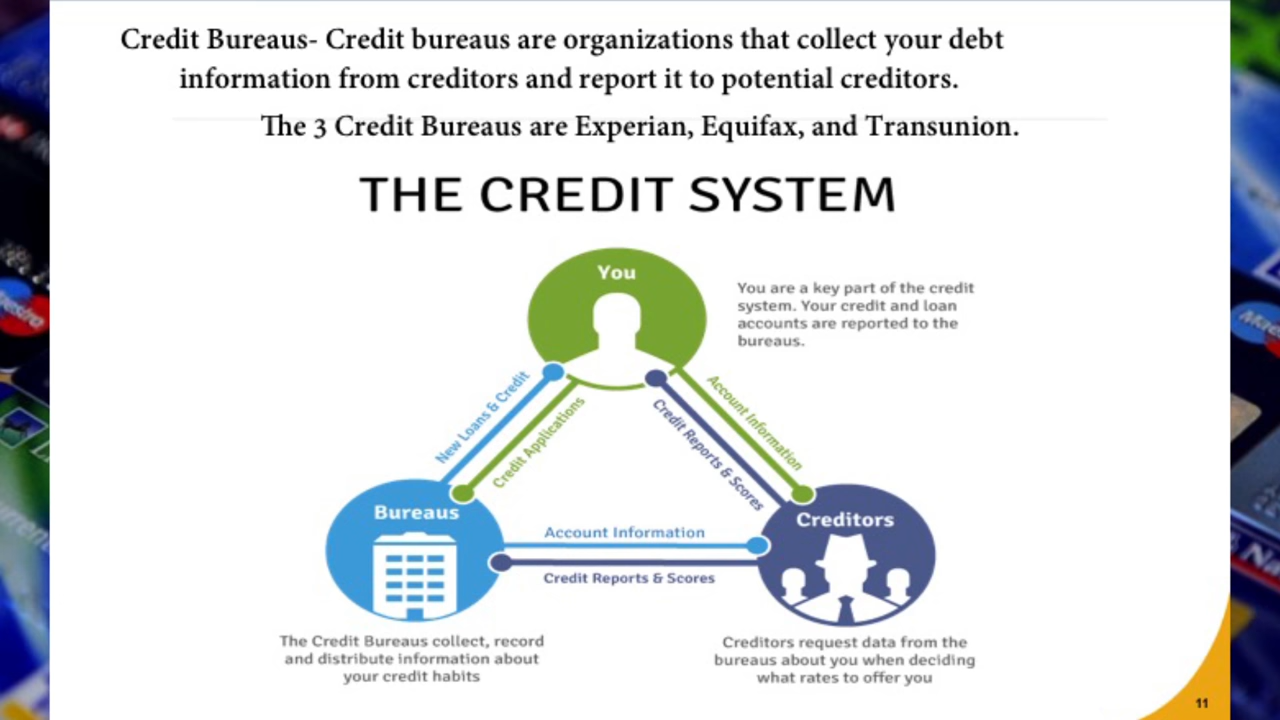 Credit Bureaus- Credit bureaus are organizations that collect your debt
information from creditors and report it to potential creditors.
The 3 Credit Bureaus are Experian, Equifax, and Transunion.
THE CREDIT SYSTEM
You
You are a key part of the credit
system. Your credit and loan
accounts are reported to the
bureaus.
New Loans & Credit
Credit Applications
Credit Reports & Scores
Account Information
Bureaus
Creditors
Account Information
Credit Reports & Scores
The Credit Bureaus collect, record
and distribute information about
your credit habits
Creditors request data from the
bureaus about you when deciding
what rates to offer you
11